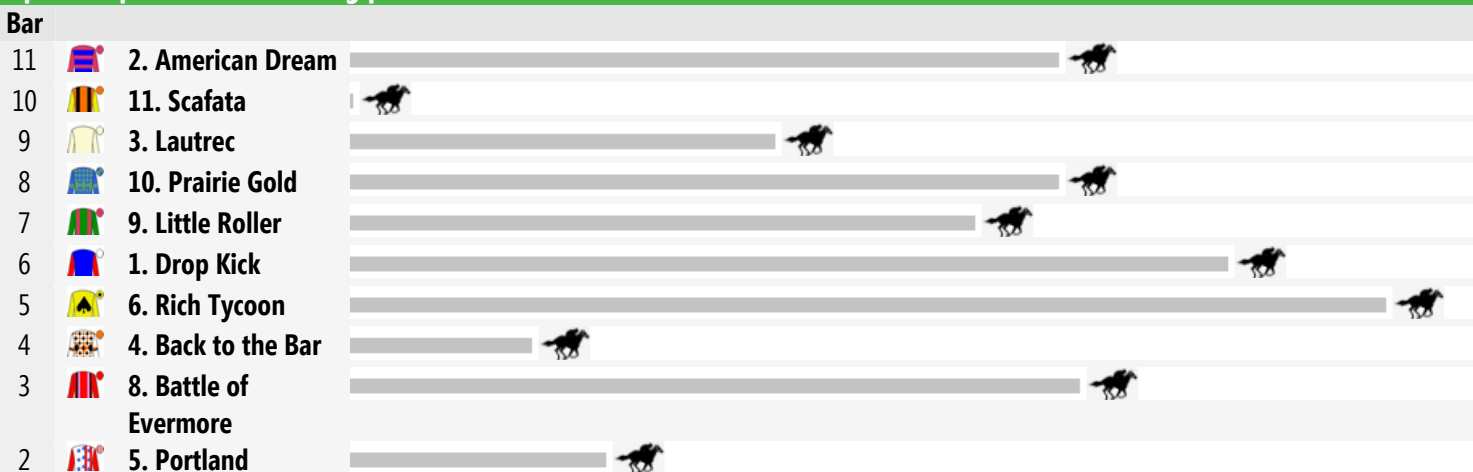 Bar
11 2. American Dream
10 11. Scafata
9 3. Lautrec
8 10. Prairie Gold
7 9. Little Roller
6 1. Drop Kick
5 6. Rich Tycoon
4 4. Back to the Bar
3 8. Battle of
Evermore
2 5. Portland